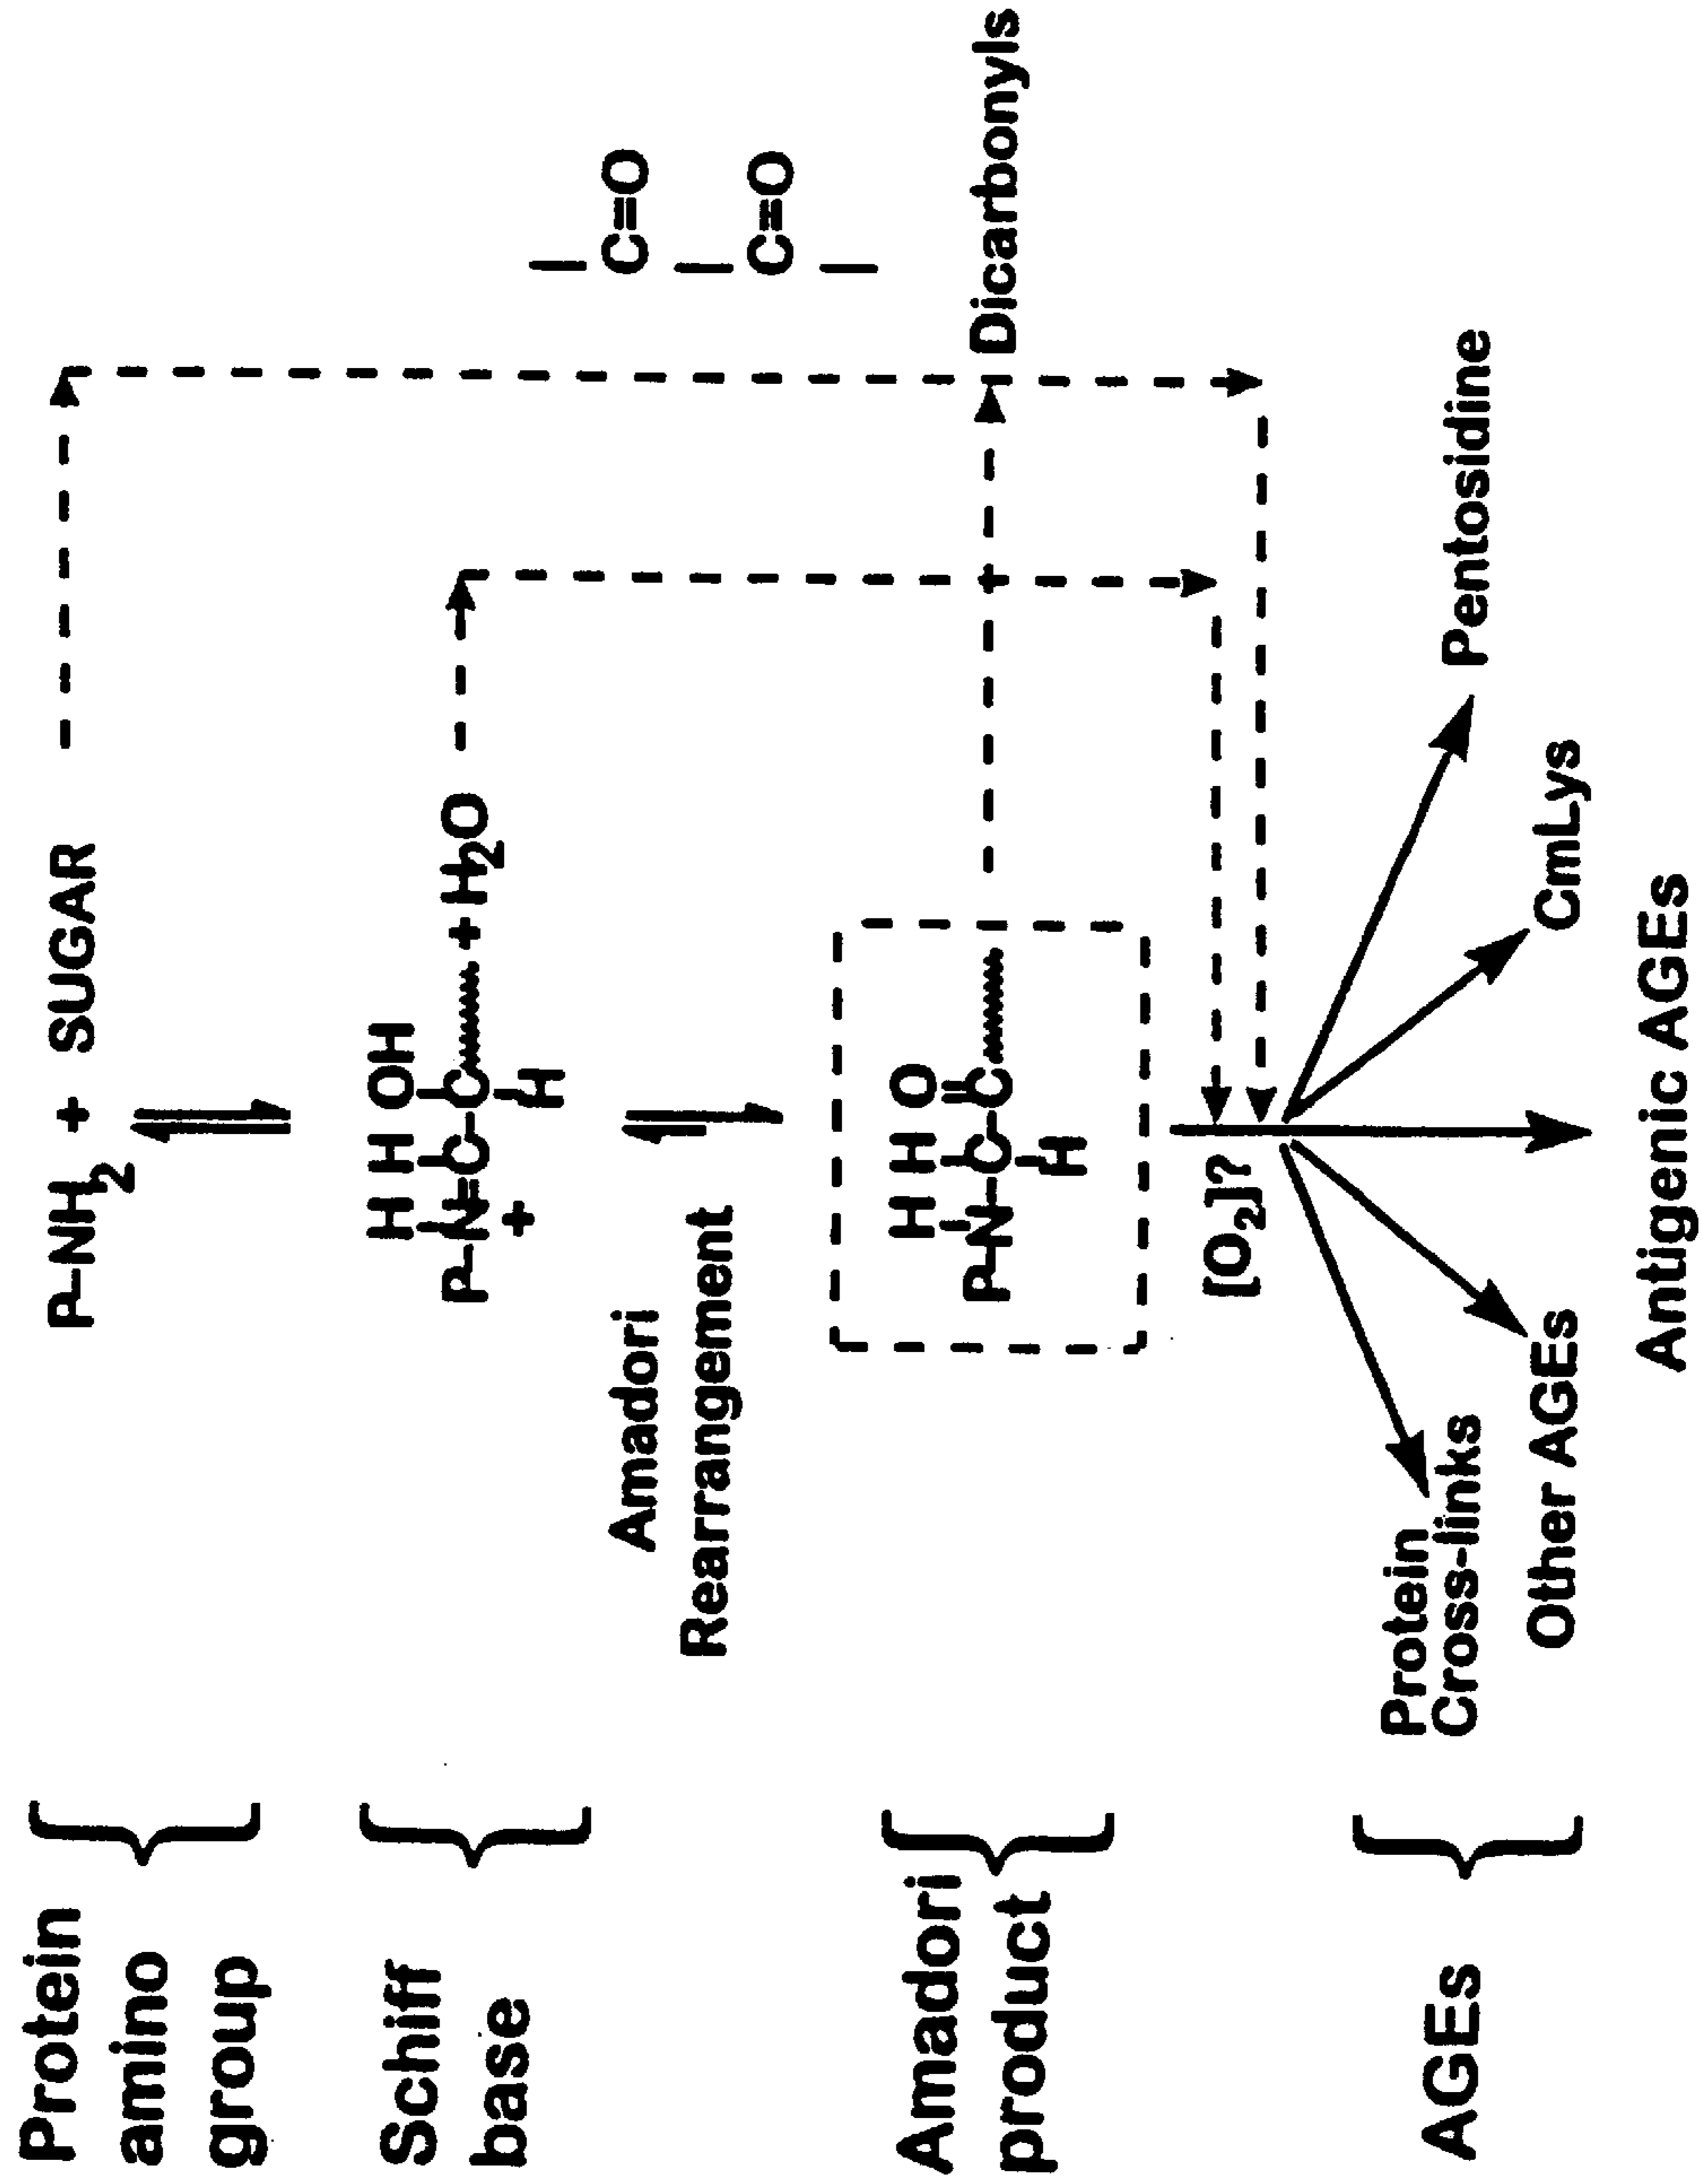 Protein
amino
group
P-NH2 + SUGAR
Schiff
base
H H OH
P-N=C-C + H2O
+
H
Amadori
Rearrangement
C=O
C=O
Amadori
product
H H O
P-N-C-C
H
Dicarbonyls
[O2]?
AGEs
Protein
Cross-links
Pentosidine
Other AGEs
CmLys
Antigenic AGEs